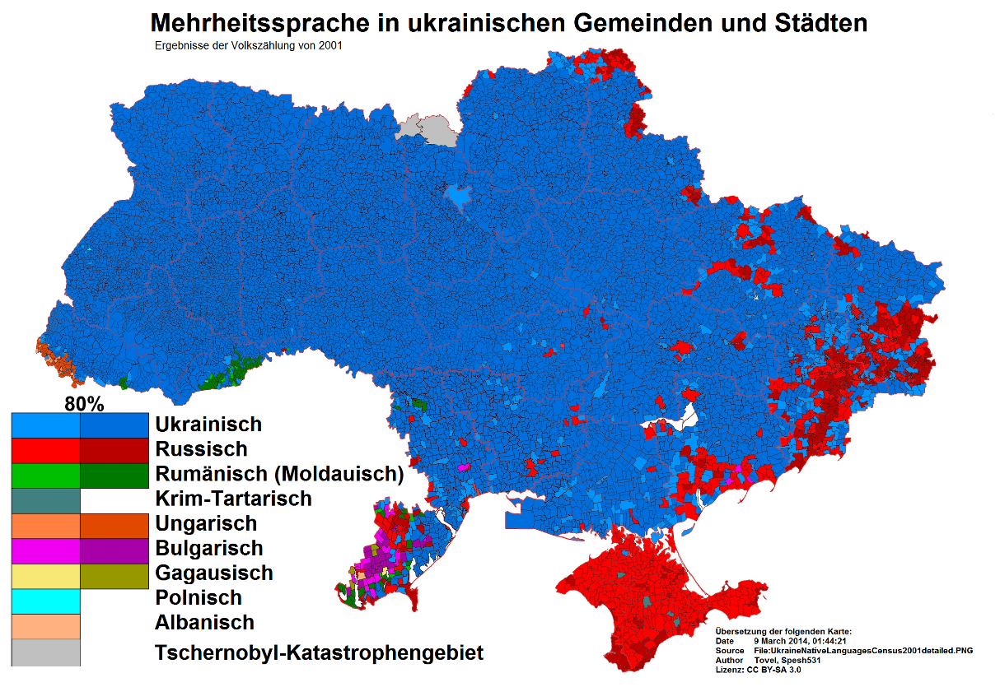 Mehrheitssprache in ukrainischen Gemeinden und Städten
Ergebnisse der Volkszählung von 2001
80%
Ukrainisch
Russisch
Rumänisch (Moldauisch)
Krim-Tartarisch
Ungarisch
Bulgarisch
Gagausisch
Polnisch
Albanisch
Tschernobyl-Katastrophengebiet
Übersetzung der folgenden Karte:
Date 9 March 2014, 01:44:21
Source File:UkraineNativeLanguagesCensus2001detailed.PNG
Author Tovel, Spesh531
Lizenz: CC BY-SA 3.0